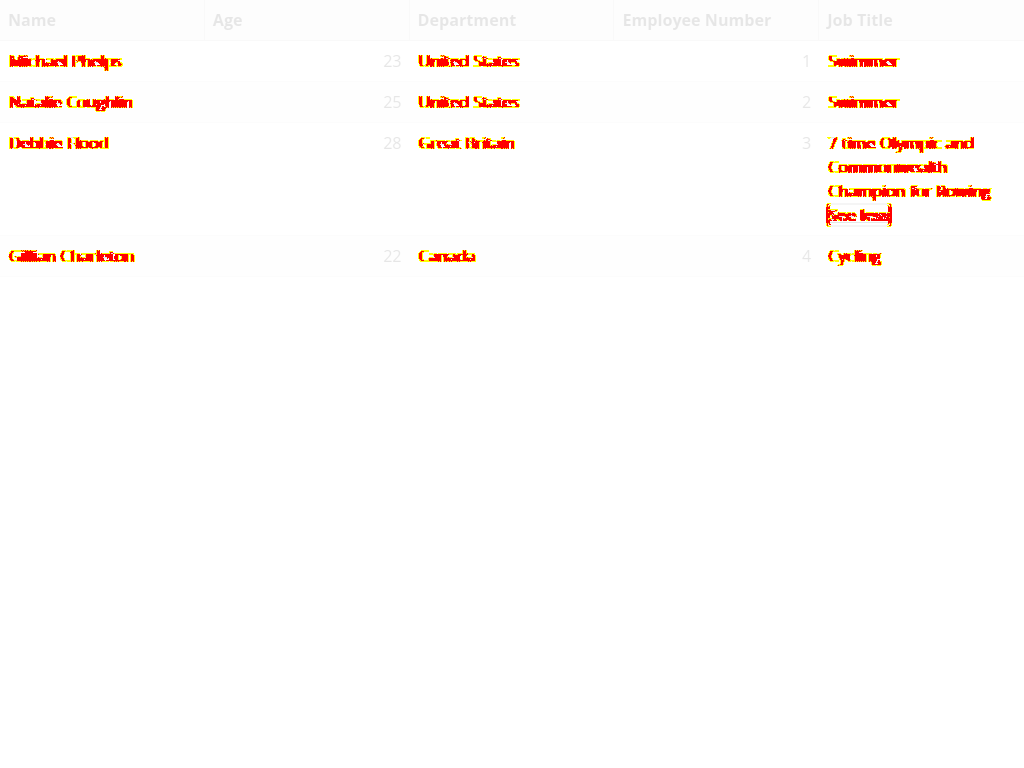 Name Age Department Employee Number Job Title
Michael Phelps 23 United States 1 Swimmer
Natalie Coughlin 25 United States 2 Swimmer
Debbie Flood 28 Great Britain 3 7 time Olympic and
Commonwealth
Champion for Rowing
See less
Gillian Charleton 22 Canada 4 Cycling